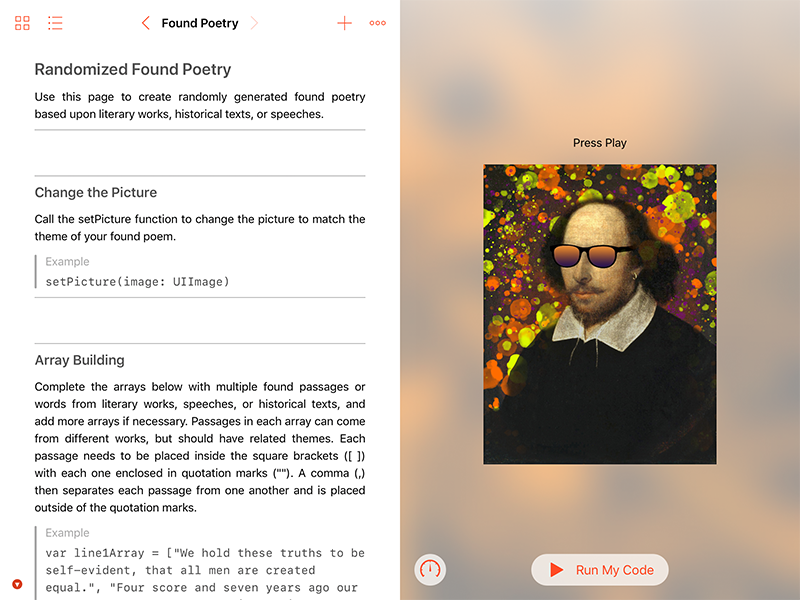 Found Poetry
Randomized Found Poetry
Use this page to create randomly generated found poetry
based upon literary works, historical texts, or speeches.
Change the Picture
Call the setPicture function to change the picture to match the
theme of your found poem.
Example
setPicture(image: UIImage)
Array Building
Complete the arrays below with multiple found passages or
words from literary works, speeches, or historical texts, and
add more arrays if necessary. Passages in each array can come
from different works, but should have related themes. Each
passage needs to be placed inside the square brackets ([ ])
with each one enclosed in quotation marks (""). A comma (,)
then separates each passage from one another and is placed
outside of the quotation marks.
Example
var line1Array = ["We hold these truths to be
self-evident, that all men are created
equal.", "Four score and seven years ago our
Press Play
Run My Code